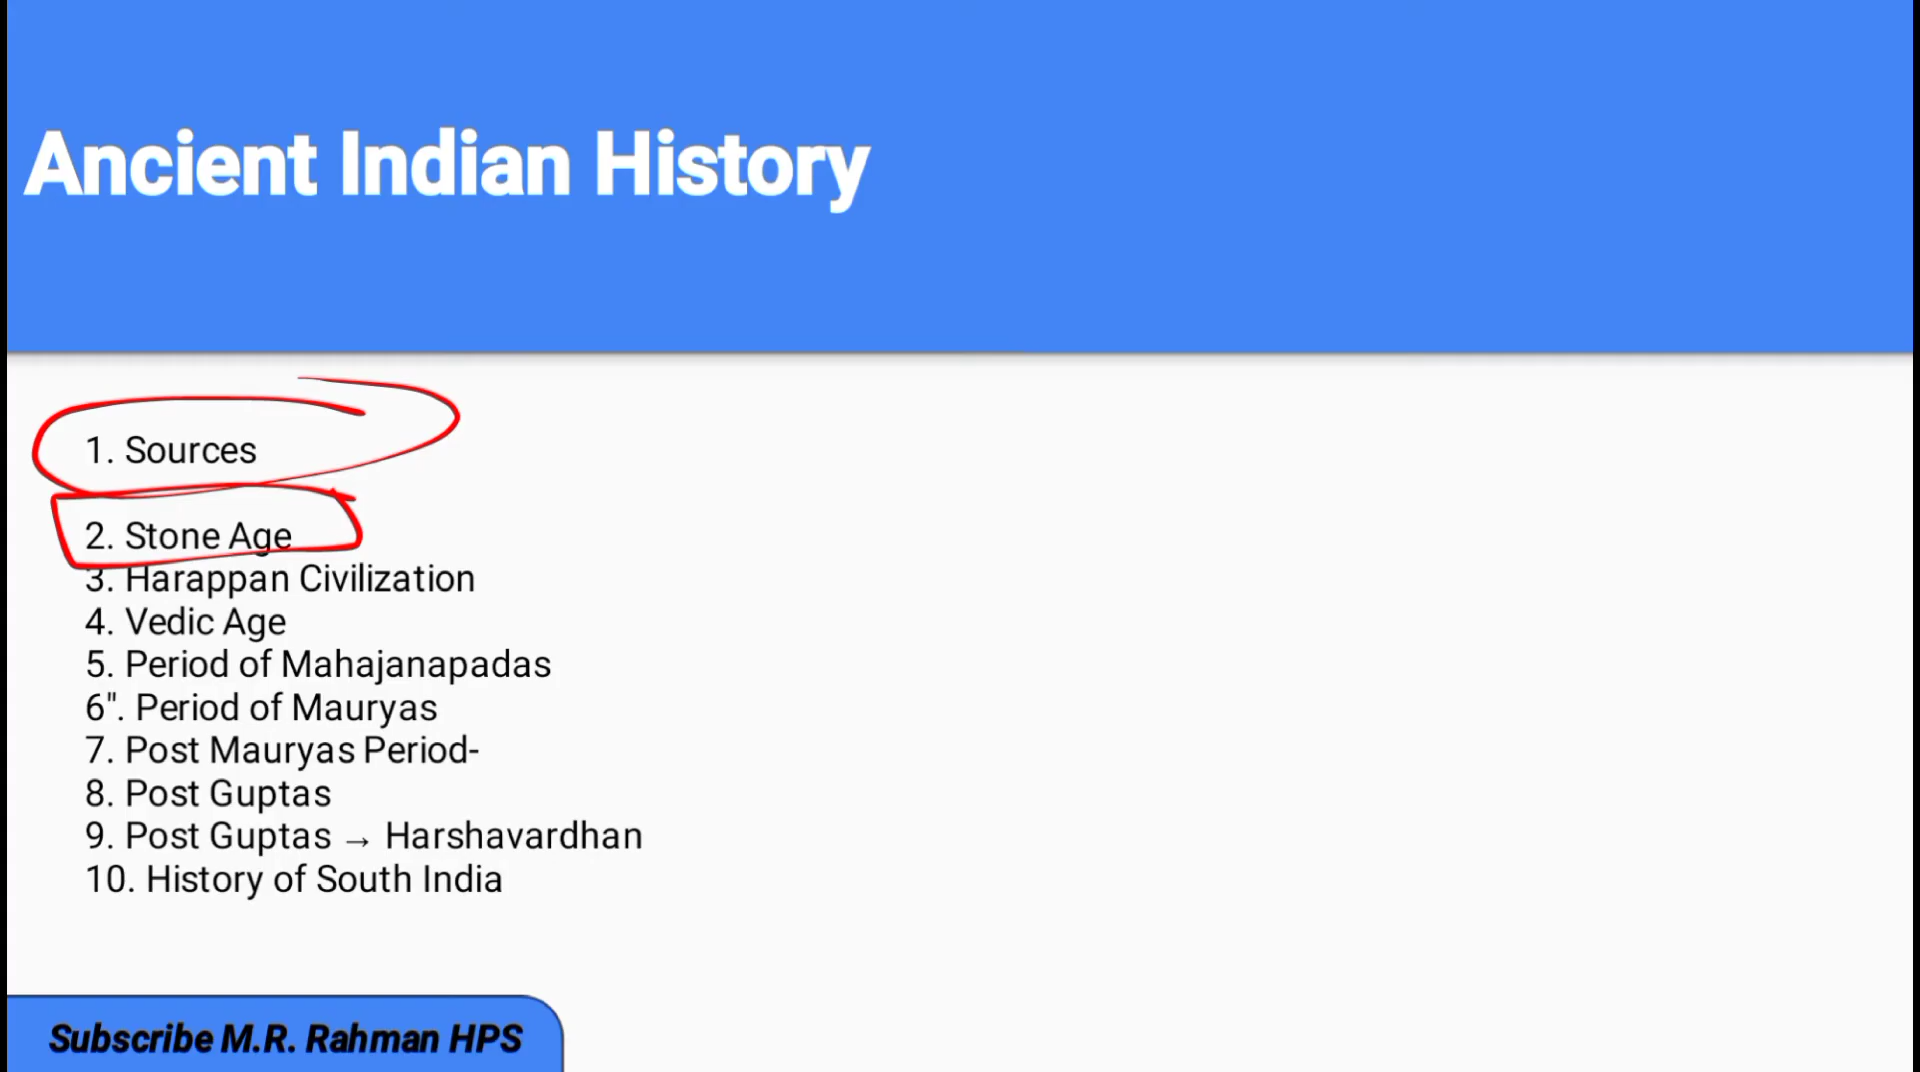 Ancient Indian History
1. Sources
2. Stone Age
3. Harappan Civilization
4. Vedic Age
5. Period of Mahajanapadas
6". Period of Mauryas
7. Post Mauryas Period-
8. Post Guptas
9. Post Guptas → Harshavardhan
10. History of South India
Subscribe M.R. Rahman HPS